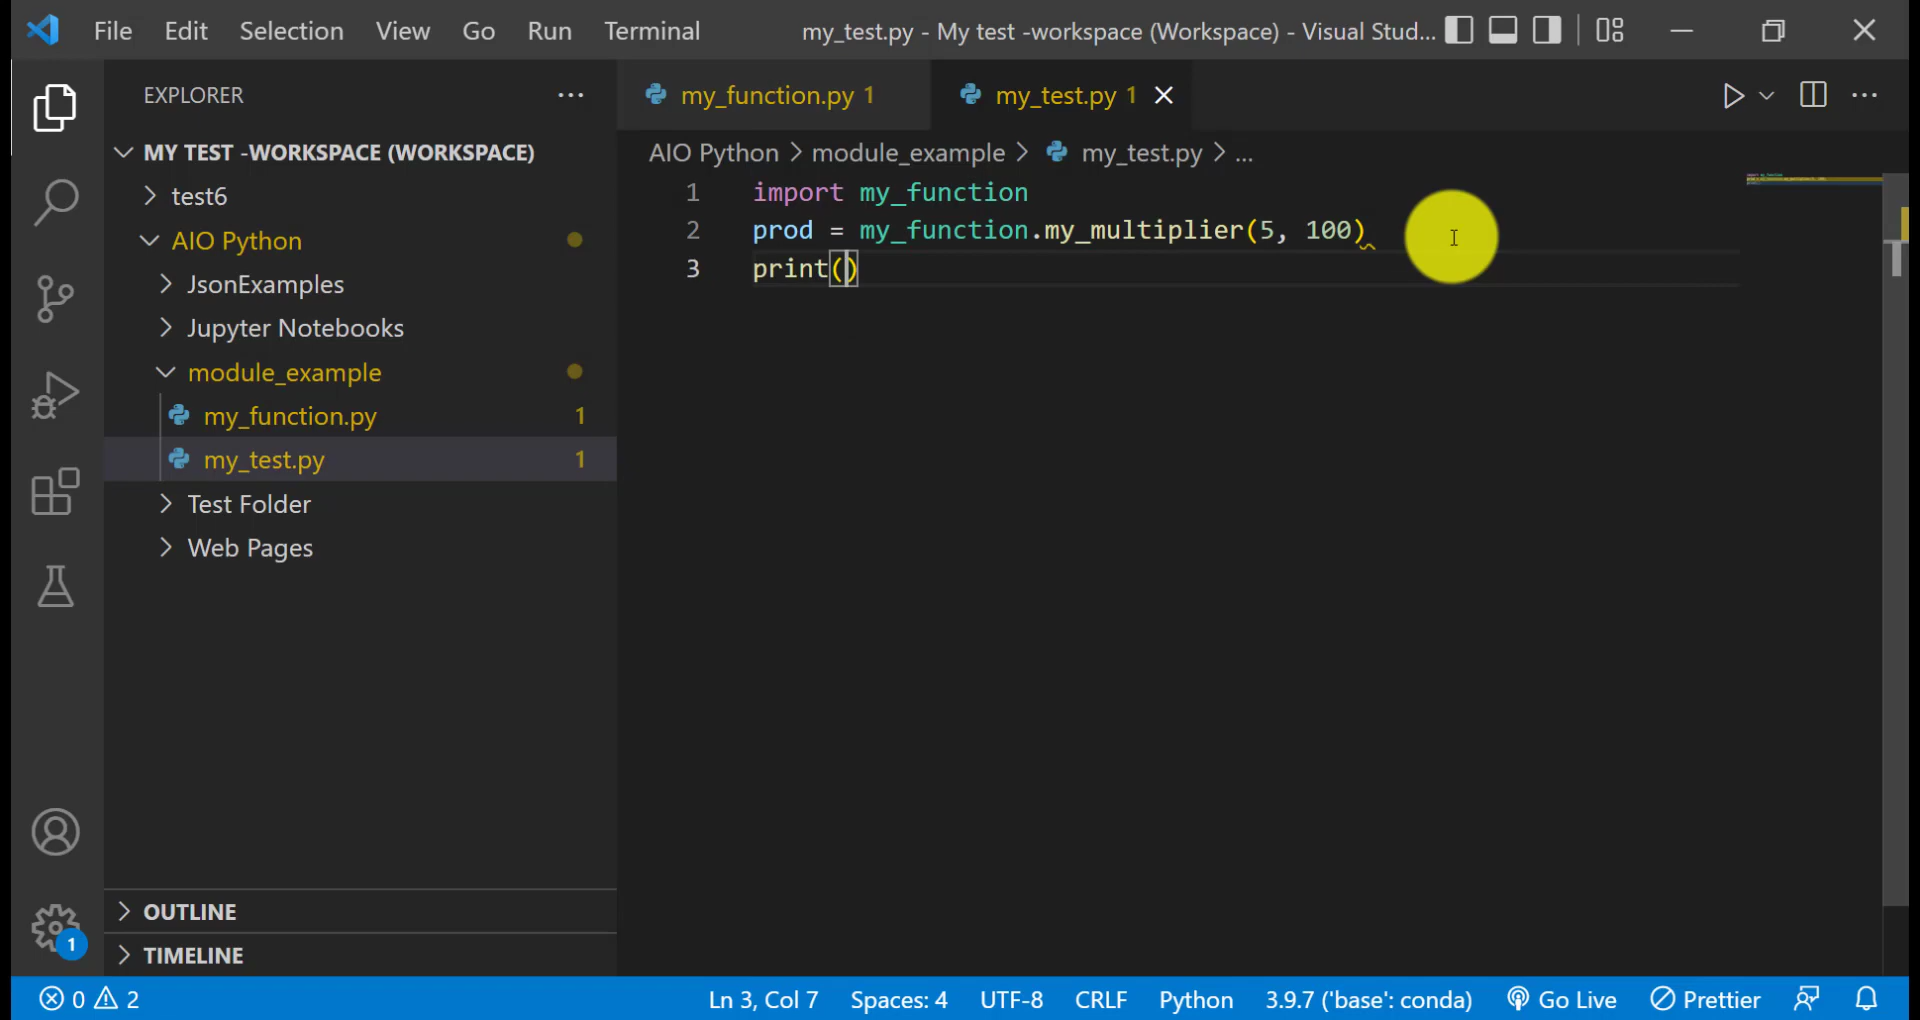 File Edit Selection View Go Run Terminal my_test.py - My test -workspace (Workspace) - Visual Stud...
EXPLORER
MY TEST -WORKSPACE (WORKSPACE)
test6
AIO Python
JsonExamples
Jupyter Notebooks
module_example
my_function.py 1
my_test.py 1
Test Folder
Web Pages
OUTLINE
TIMELINE
my_function.py 1 my_test.py 1
AIO Python > module_example > my_test.py > ...
1 import my_function
2 prod = my_function.my_multiplier(5, 100)
3 print()
1
0 2 Ln 3, Col 7 Spaces: 4 UTF-8 CRLF Python 3.9.7 ('base': conda) Go Live Prettier